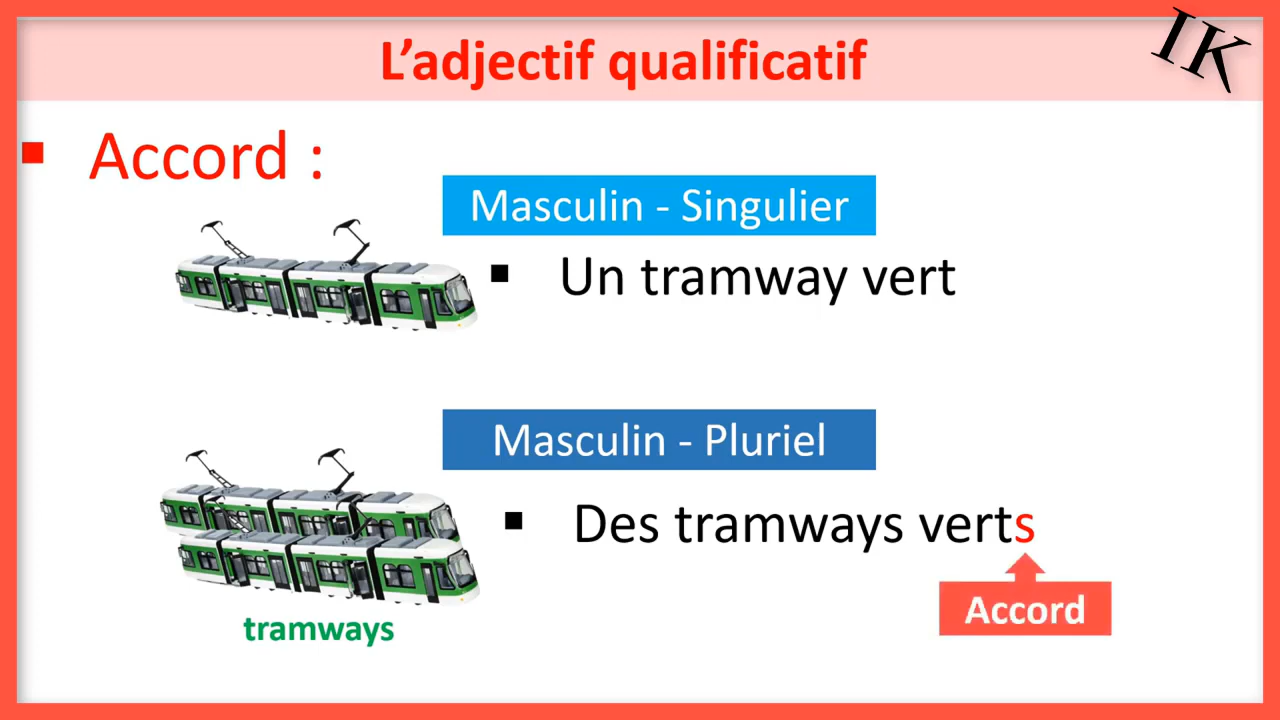 L’adjectif qualificatif
IK
▪ Accord :
Masculin - Singulier
▪ Un tramway vert
Masculin - Pluriel
▪ Des tramways verts
Accord
tramways